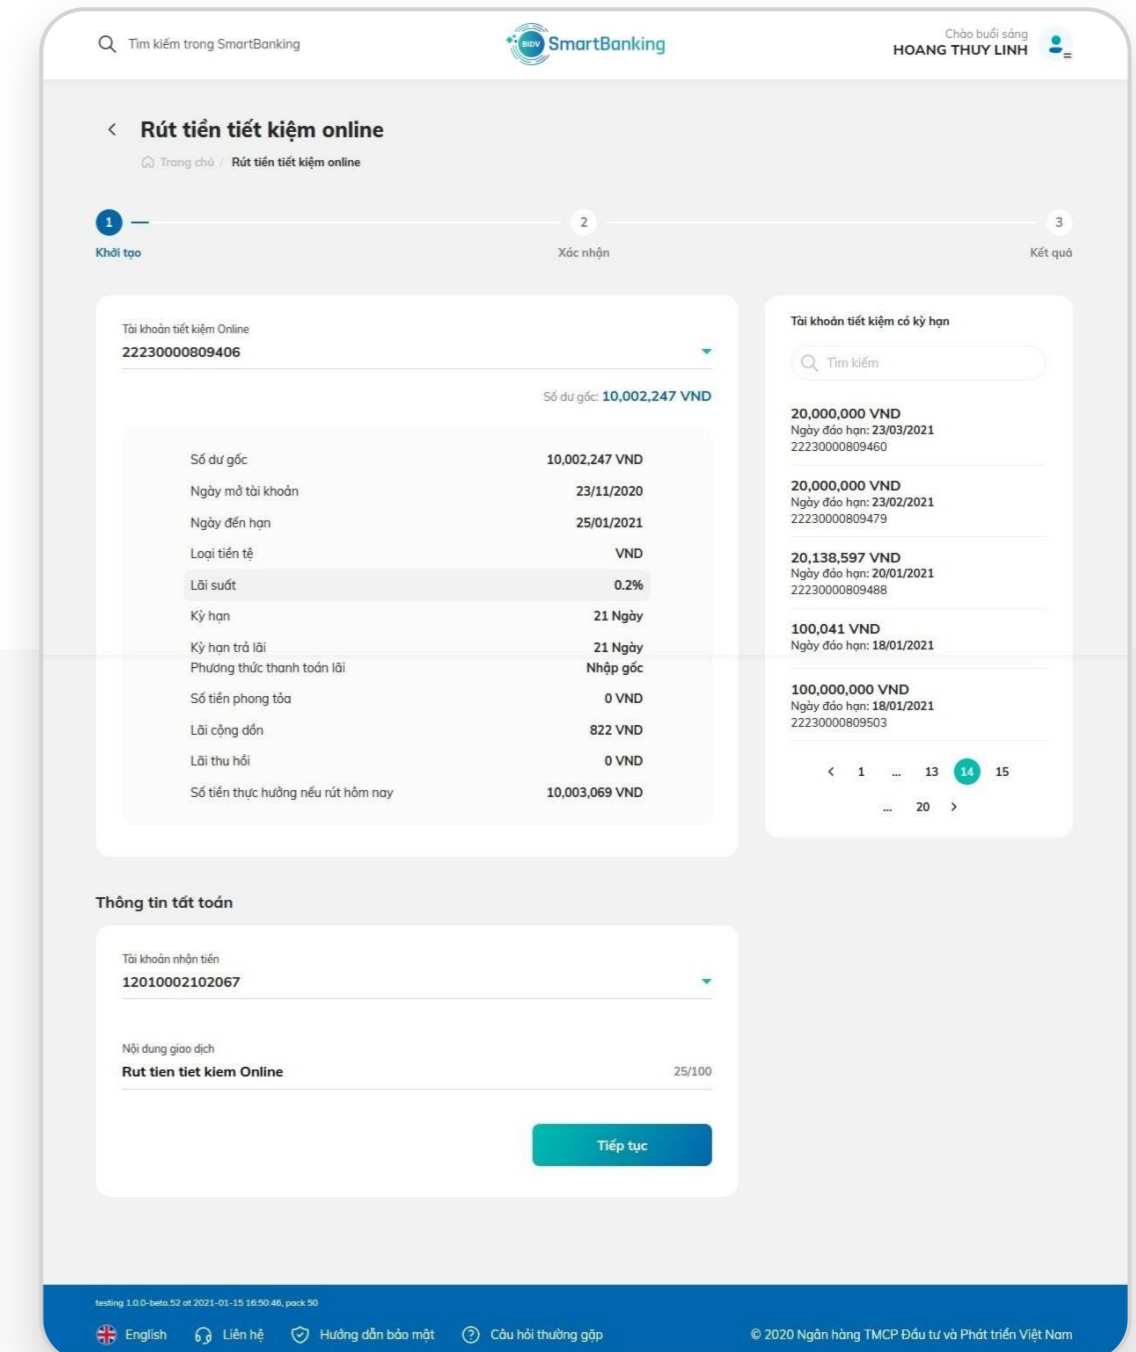 Tìm kiếm trong SmartBanking
BIDV SmartBanking
Chào buổi sáng
HOANG THUY LINH
Rút tiền tiết kiệm online
Trang chủ / Rút tiền tiết kiệm online
1
2
3
Khởi tạo
Xác nhận
Kết quả
Tài khoản tiết kiệm Online
22230000809406
Số dư gốc: 10,002,247 VND
Số dư gốc 10,002,247 VND
Ngày mở tài khoản 23/11/2020
Ngày đến hạn 25/01/2021
Loại tiền tệ VND
Lãi suất 0.2%
Kỳ hạn 21 Ngày
Kỳ hạn trả lãi 21 Ngày
Phương thức thanh toán lãi Nhập gốc
Số tiền phong tỏa 0 VND
Lãi cộng dồn 822 VND
Lãi thu hồi 0 VND
Số tiền thực hưởng nếu rút hôm nay 10,003,069 VND
Tài khoản tiết kiệm có kỳ hạn
Tìm kiếm
20,000,000 VND
Ngày đáo hạn: 23/03/2021
22230000809460
20,000,000 VND
Ngày đáo hạn: 23/02/2021
22230000809479
20,138,597 VND
Ngày đáo hạn: 20/01/2021
22230000809488
100,041 VND
Ngày đáo hạn: 18/01/2021
100,000,000 VND
Ngày đáo hạn: 18/01/2021
22230000809503
< 1 ... 13 14 15
... 20 >
Thông tin tất toán
Tài khoản nhận tiền
12010002102067
Nội dung giao dịch
Rut tien tiet kiem Online 25/100
Tiếp tục
testing 1.0.0-beta.52 at 2021-01-15 16:50:46, pack 50
English Liên hệ Hướng dẫn bảo mật Câu hỏi thường gặp
© 2020 Ngân hàng TMCP Đầu tư và Phát triển Việt Nam